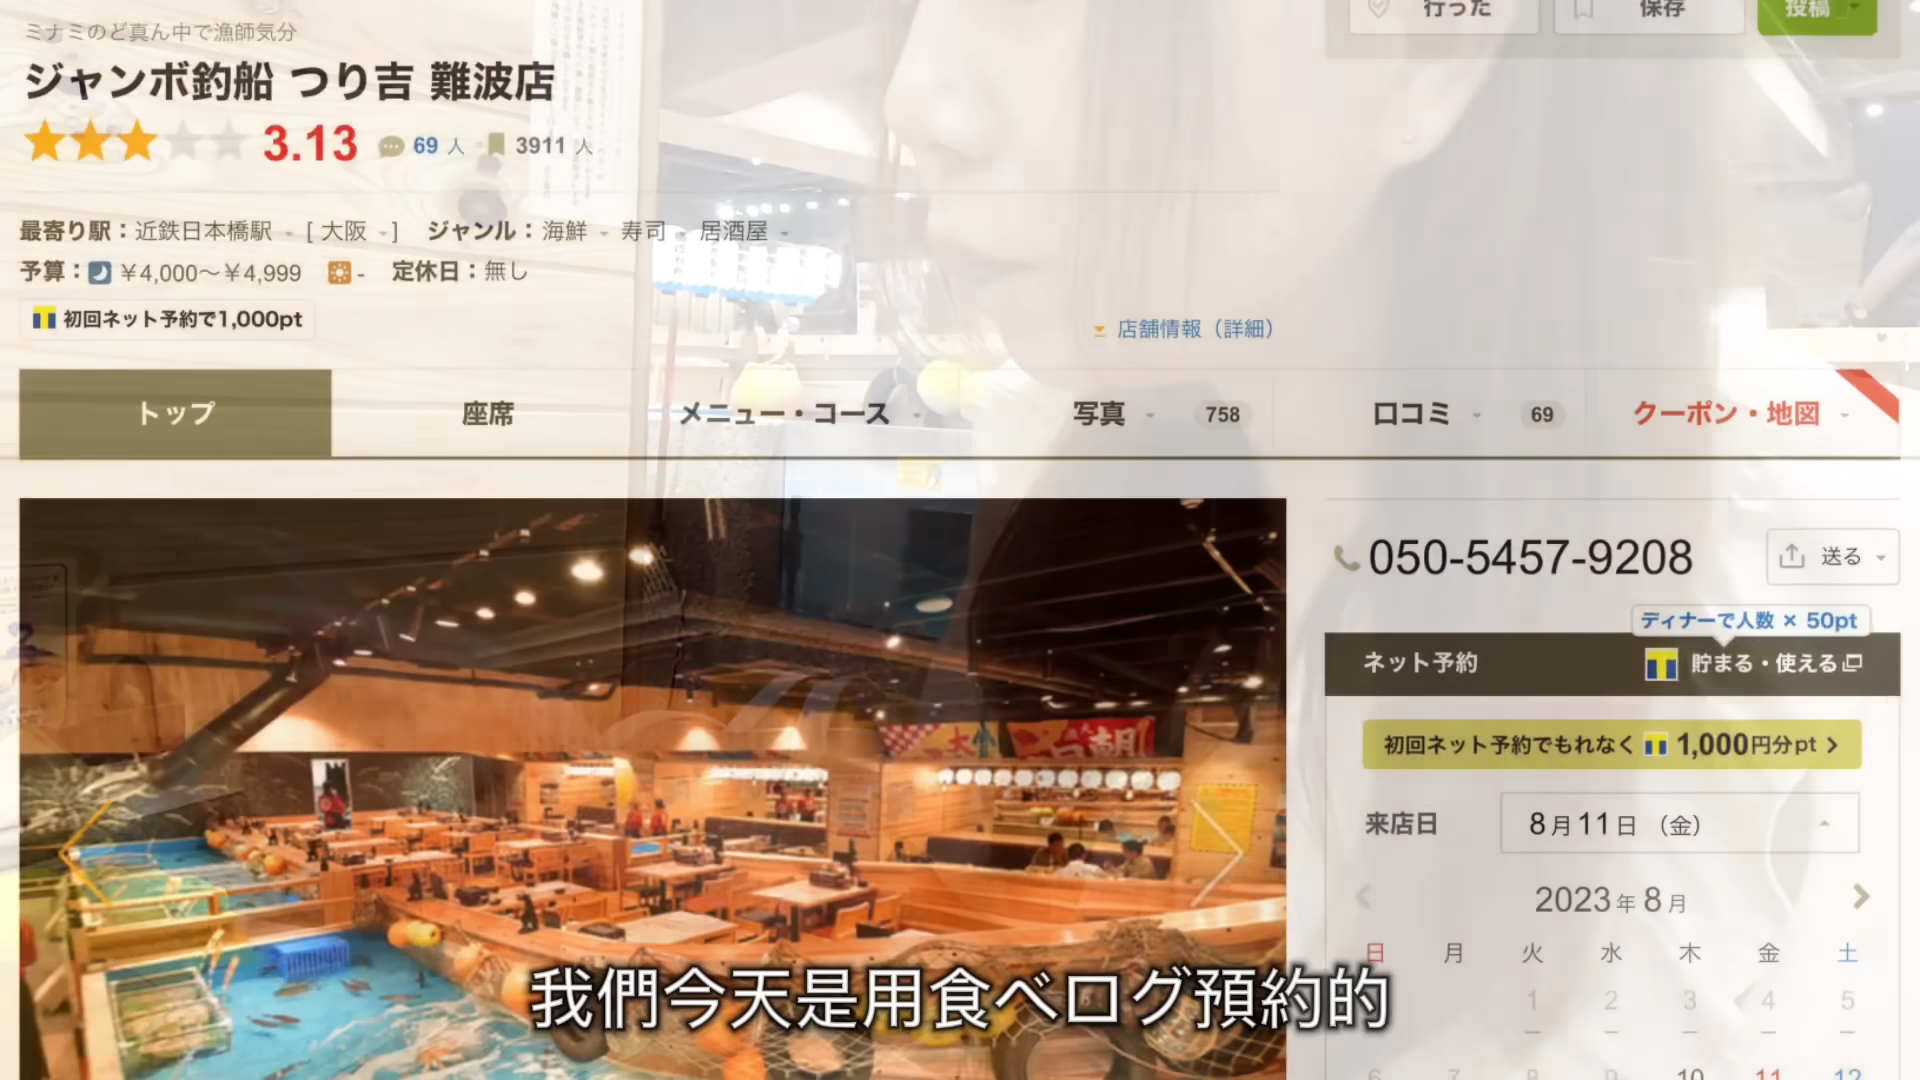 行った 保存 投稿
ミナミのど真ん中で漁師気分
ジャンボ釣船 つり吉 難波店
3.13 69 人 3911 人
最寄り駅：近鉄日本橋駅 [ 大阪 ] ジャンル：海鮮 寿司 居酒屋
予算： ￥4,000～￥4,999 - 定休日：無し
初回ネット予約で1,000pt
店舗情報（詳細）
トップ 座席 メニュー・コース 写真 758 口コミ 69 クーポン・地図
050-5457-9208 送る
ディナーで人数 × 50pt
ネット予約 貯まる・使える
初回ネット予約でもれなく 1,000円分pt
来店日 8月11日 （金）
2023年8月
日 月 火 水 木 金 土
1 2 3 4 5
6 7 8 9 10 11 12
我們今天是用食べログ預約的